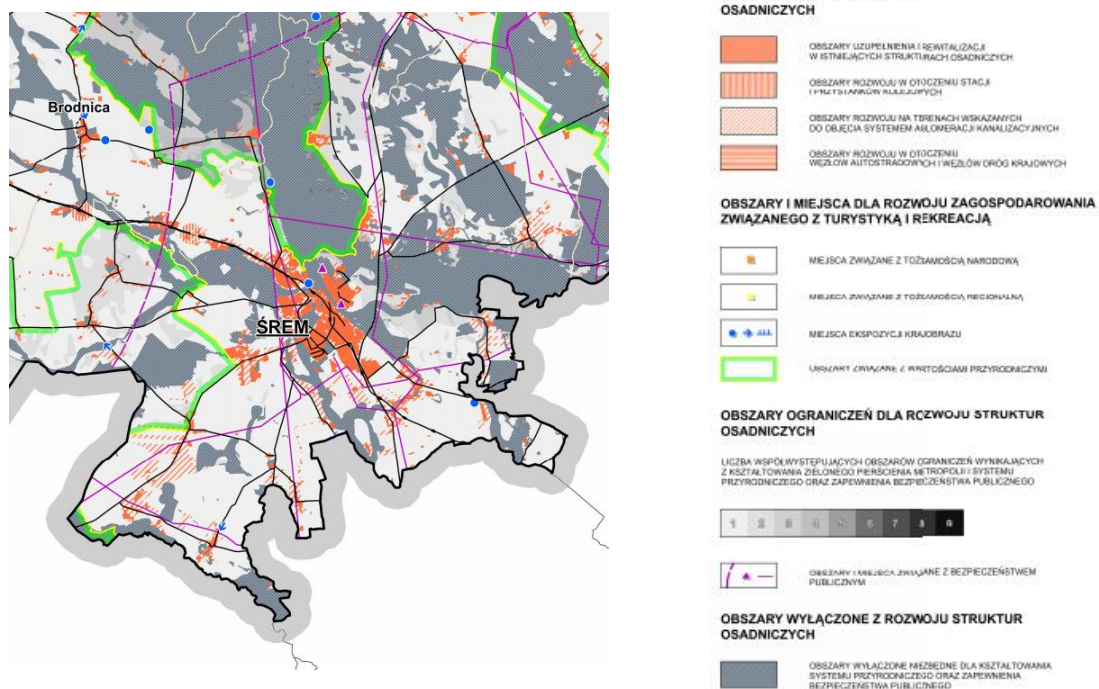 Brodnica
ŚREM
OSADNICZYCH
OBSZARY UZUPEŁNIENIA I REWITALIZACJI
W ISTNIEJĄCYCH STRUKTURACH OSADNICZYCH
OBSZARY ROZWOJU W OTOCZENIU STACJI
I PRZYSTANKÓW KOLEJOWYCH
OBSZARY ROZWOJU NA TERENACH WSKAZANYCH
DO OBJĘCIA SYSTEMEM AGLOMERACJI KANALIZACYJNYCH
OBSZARY ROZWOJU W OTOCZENIU
WĘZŁÓW AUTOSTRADOWYCH I WĘZŁÓW DRÓG KRAJOWYCH
OBSZARY I MIEJSCA DLA ROZWOJU ZAGOSPODAROWANIA
ZWIĄZANEGO Z TURYSTYKĄ I REKREACJĄ
MIEJSCA ZWIĄZANE Z TOŻSAMOŚCIĄ NARODOWĄ
MIEJSCA ZWIĄZANE Z TOŻSAMOŚCIĄ REGIONALNĄ
MIEJSCA EKSPOZYCJI KRAJOBRAZU
OBSZARY ZWIĄZANE Z WARTOŚCIAMI PRZYRODNICZYMI
OBSZARY OGRANICZEŃ DLA ROZWOJU STRUKTUR
OSADNICZYCH
LICZBA WSPÓŁWYSTĘPUJĄCYCH OBSZARÓW OGRANICZEŃ WYNIKAJĄCYCH
Z KSZTAŁTOWANIA ZIELONEGO PIERŚCIENIA METROPOLII I SYSTEMU
PRZYRODNICZEGO ORAZ ZAPEWNIENIA BEZPIECZEŃSTWA PUBLICZNEGO
1 2 3 4 5 6 7 8 9
OBSZARY I MIEJSCA ZWIĄZANE Z BEZPIECZEŃSTWEM
PUBLICZNYM
OBSZARY WYŁĄCZONE Z ROZWOJU STRUKTUR
OSADNICZYCH
OBSZARY WYŁĄCZONE NIEZBĘDNE DLA KSZTAŁTOWANIA
SYSTEMU PRZYRODNICZEGO ORAZ ZAPEWNIENIA
BEZPIECZEŃSTWA PUBLICZNEGO